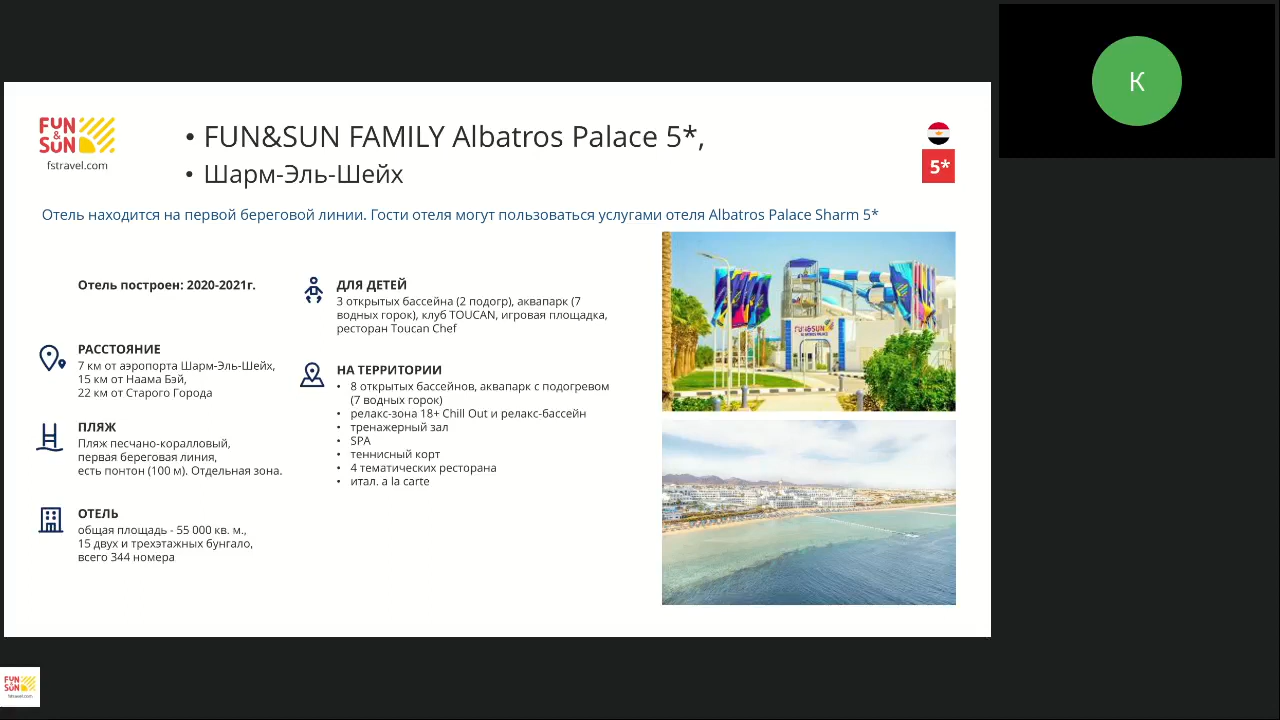 K
FUN
&
SUN
fstravel.com
• FUN&SUN FAMILY Albatros Palace 5*,
• Шарм-Эль-Шейх
5*
Отель находится на первой береговой линии. Гости отеля могут пользоваться услугами отеля Albatros Palace Sharm 5*
Отель построен: 2020-2021г.
РАССТОЯНИЕ
7 км от аэропорта Шарм-Эль-Шейх,
15 км от Наама Бэй,
22 км от Старого Города
ПЛЯЖ
Пляж песчано-коралловый,
первая береговая линия,
есть понтон (100 м). Отдельная зона.
ОТЕЛЬ
общая площадь - 55 000 кв. м.,
15 двух и трехэтажных бунгало,
всего 344 номера
ДЛЯ ДЕТЕЙ
3 открытых бассейна (2 подогр), аквапарк (7
водных горок), клуб TOUCAN, игровая площадка,
ресторан Toucan Chef
НА ТЕРРИТОРИИ
• 8 открытых бассейнов, аквапарк с подогревом
(7 водных горок)
• релакс-зона 18+ Chill Out и релакс-бассейн
• тренажерный зал
• SPA
• теннисный корт
• 4 тематических ресторана
• итал. a la carte
FUN&SUN
FUN
&
SUN
fstravel.com